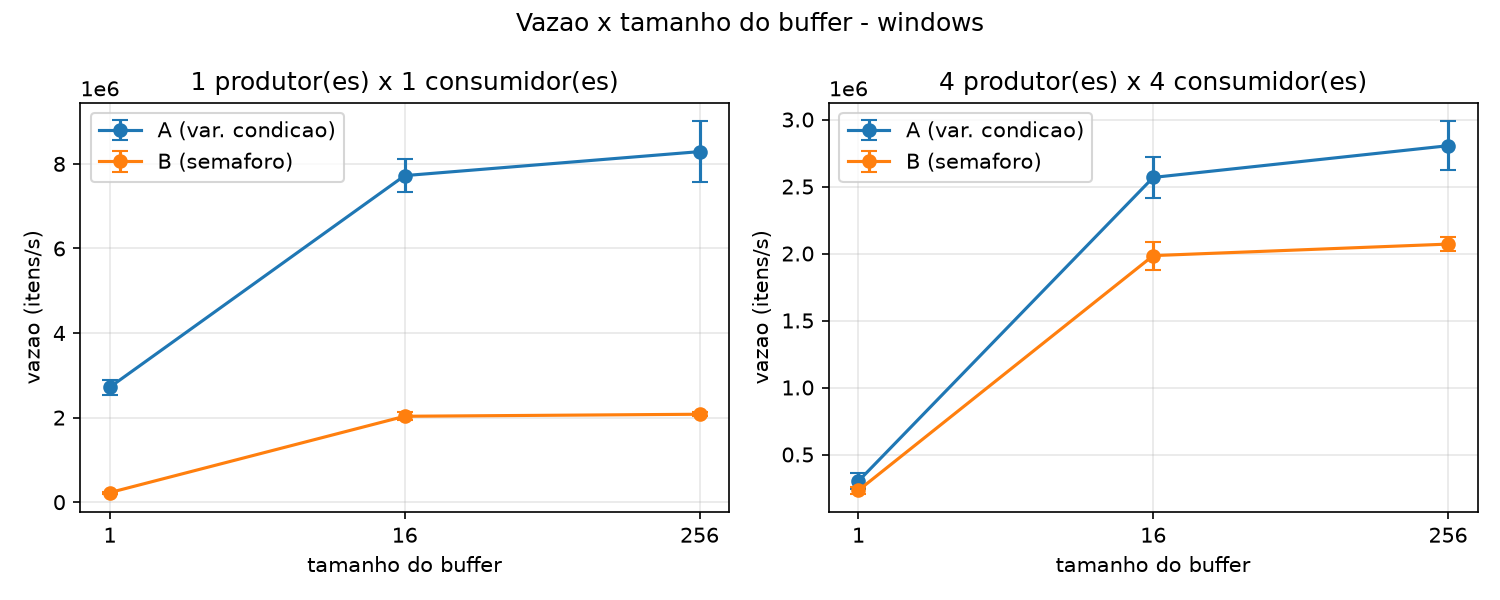 Vazao x tamanho do buffer - windows
1 produtor(es) x 1 consumidor(es)
1e6
A (var. condicao)
B (semaforo)
8
6
4
2
0
vazao (itens/s)
1 16 256
tamanho do buffer
4 produtor(es) x 4 consumidor(es)
1e6
A (var. condicao)
B (semaforo)
3.0
2.5
2.0
1.5
1.0
0.5
vazao (itens/s)
1 16 256
tamanho do buffer